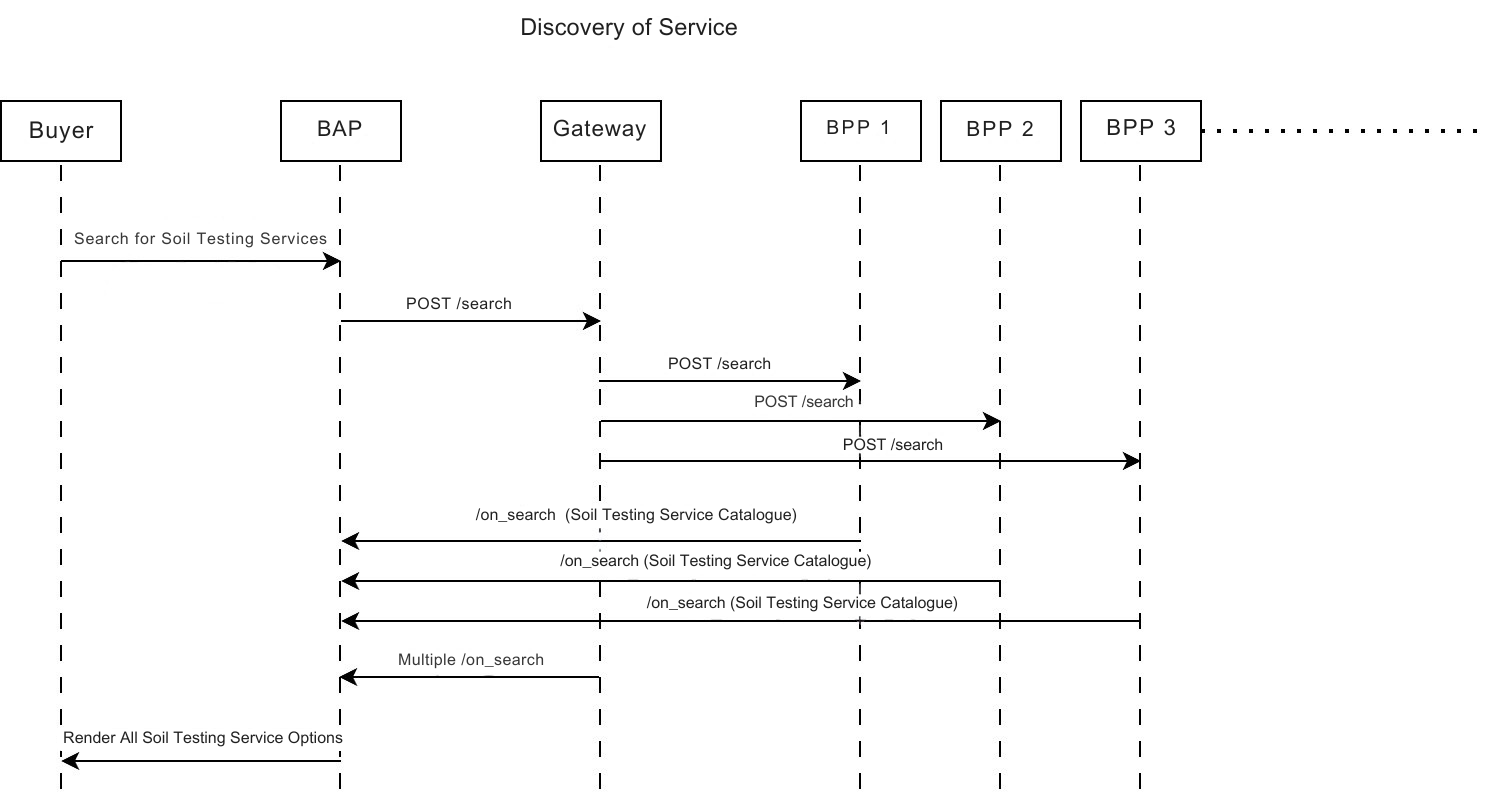 Discovery of Service
Buyer
BAP
Gateway
BPP 1
BPP 2
BPP 3
Search for Soil Testing Services
POST /search
POST /search
POST /search
POST /search
/on_search (Soil Testing Service Catalogue)
/on_search (Soil Testing Service Catalogue)
/on_search (Soil Testing Service Catalogue)
Multiple /on_search
Render All Soil Testing Service Options